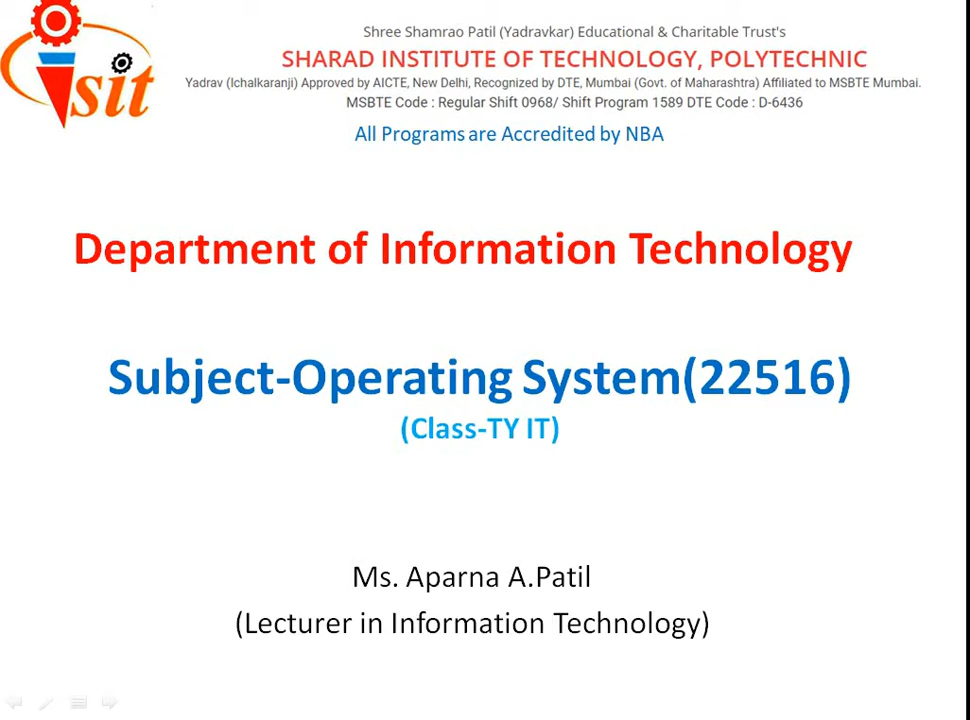 Shree Shamrao Patil (Yadravkar) Educational & Charitable Trust's
SHARAD INSTITUTE OF TECHNOLOGY, POLYTECHNIC
Yadrav (Ichalkaranji) Approved by AICTE, New Delhi, Recognized by DTE, Mumbai (Govt. of Maharashtra) Affiliated to MSBTE Mumbai.
MSBTE Code : Regular Shift 0968/ Shift Program 1589 DTE Code : D-6436
All Programs are Accredited by NBA
sit
Department of Information Technology
Subject-Operating System(22516)
(Class-TY IT)
Ms. Aparna A.Patil
(Lecturer in Information Technology)